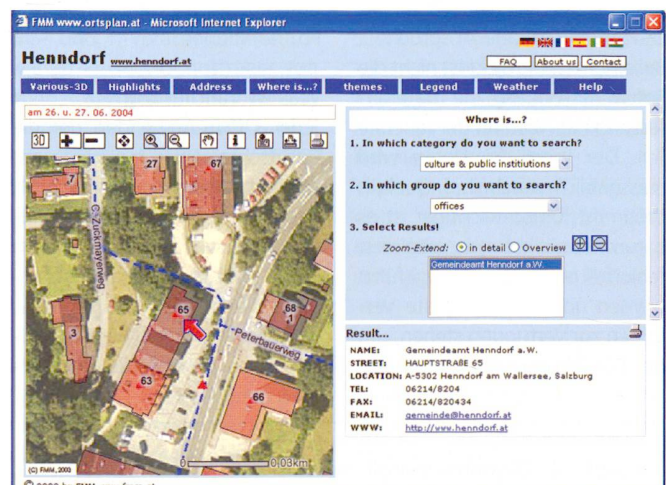 FMM www.ortsplan.at - Microsoft Internet Explorer
Henndorf www.henndorf.at
FAQ About us Contact
Various-3D Highlights Address Where is...? themes Legend Weather Help
am 26. u. 27. 06. 2004
3D
i
7
27
67
C.-Zuckmayerweg
65
68
1
3
Peterbauerweg
63
66
0 0,03km
(C) FMM, 2003
Where is...?
1. In which category do you want to search?
culture & public institiutions
2. In which group do you want to search?
offices
3. Select Results!
Zoom-Extend: in detail Overview
Gemeindeamt Henndorf a.W.
Result...
NAME: Gemeindeamt Henndorf a.W.
STREET: HAUPTSTRAßE 65
LOCATION: A-5302 Henndorf am Wallersee, Salzburg
TEL: 06214/8204
FAX: 06214/820434
EMAIL: gemeinde@henndorf.at
WWW: http://www.henndorf.at